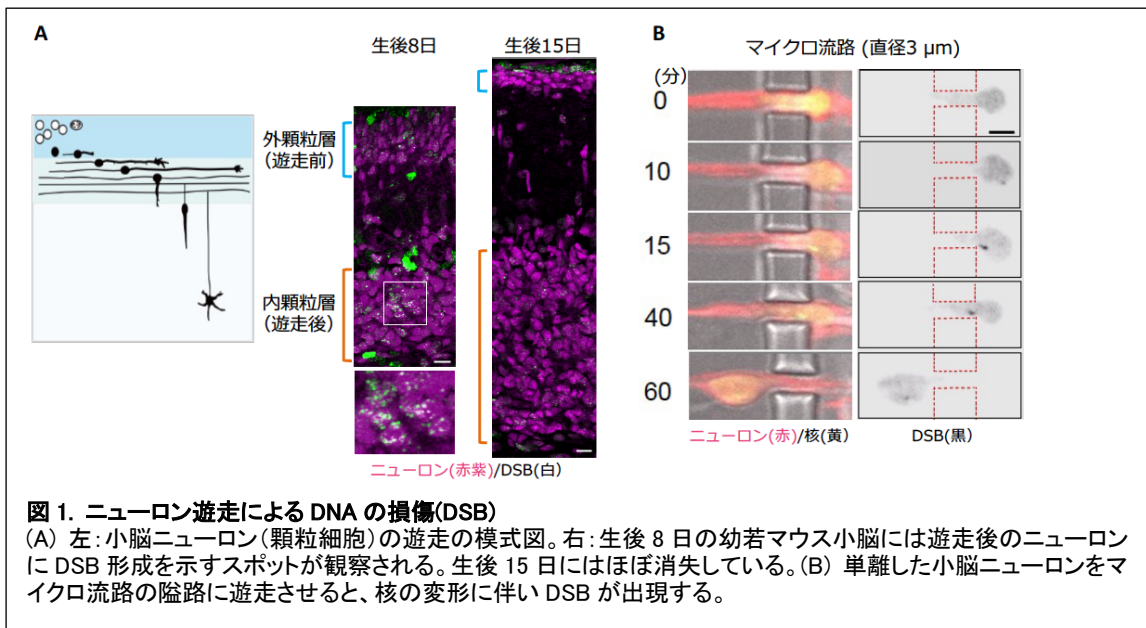 A
生後8日
生後15日
外顆粒層
(遊走前)
内顆粒層
(遊走後)
ニューロン(赤紫)/DSB(白)
B
マイクロ流路 (直径3 μm)
(分)
0
10
15
40
60
ニューロン(赤)/核(黄)
DSB(黒)
図 1. ニューロン遊走による DNA の損傷(DSB)
(A) 左:小脳ニューロン(顆粒細胞)の遊走の模式図。右:生後 8 日の幼若マウス小脳には遊走後のニューロン
に DSB 形成を示すスポットが観察される。生後 15 日にはほぼ消失している。(B) 単離した小脳ニューロンをマ
イクロ流路の隘路に遊走させると、核の変形に伴い DSB が出現する。